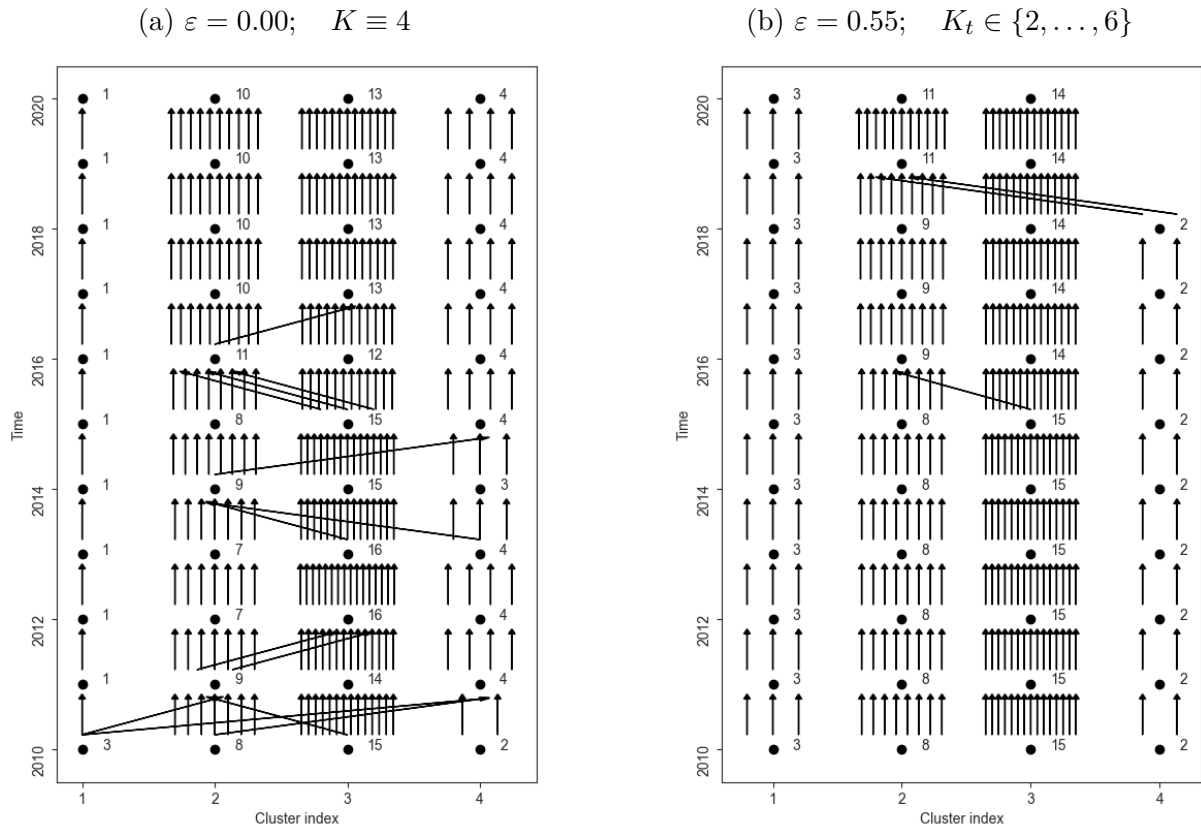 (a) ε = 0.00; K ≡ 4
1 10 13 4
2020
1 10 13 4
1 10 13 4
2018
1 10 13 4
1 11 12 4
2016
1 8 15 4
1 9 15 3
2014
1 7 16 4
1 7 16 4
2012
1 9 14 4
3 8 15 2
2010
Time
1 2 3 4
Cluster index
(b) ε = 0.55; K_t ∈ {2, . . . , 6}
3 11 14
2020
3 11 14
3 9 14 2
2018
3 9 14 2
3 9 14 2
2016
3 8 15 2
3 8 15 2
2014
3 8 15 2
3 8 15 2
2012
3 8 15 2
3 8 15 2
2010
Time
1 2 3 4
Cluster index